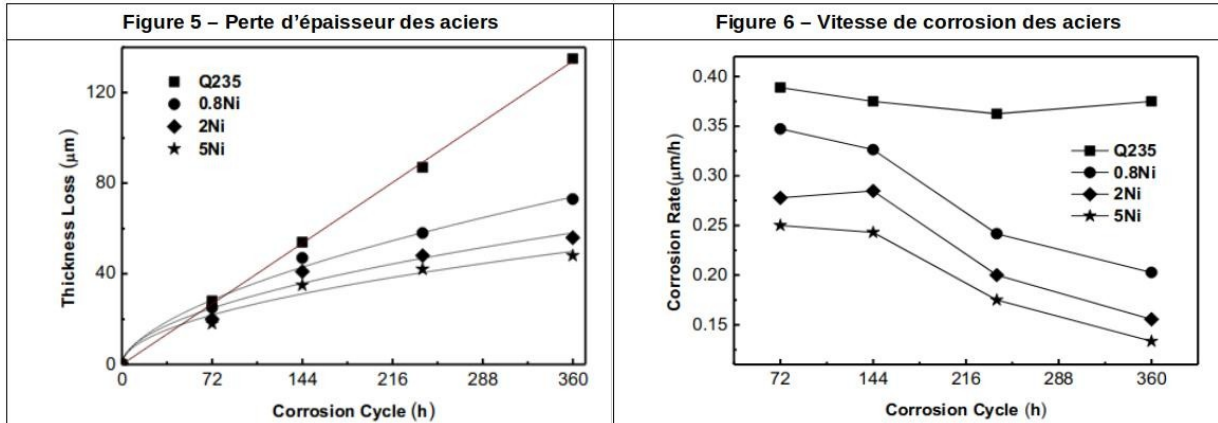 Figure 5 – Perte d’épaisseur des aciers
Thickness Loss (μm)
120
80
40
0
Q235
0.8Ni
2Ni
5Ni
0 72 144 216 288 360
Corrosion Cycle (h)
Figure 6 – Vitesse de corrosion des aciers
Corrosion Rate(μm/h)
0.40
0.35
0.30
0.25
0.20
0.15
Q235
0.8Ni
2Ni
5Ni
72 144 216 288 360
Corrosion Cycle (h)